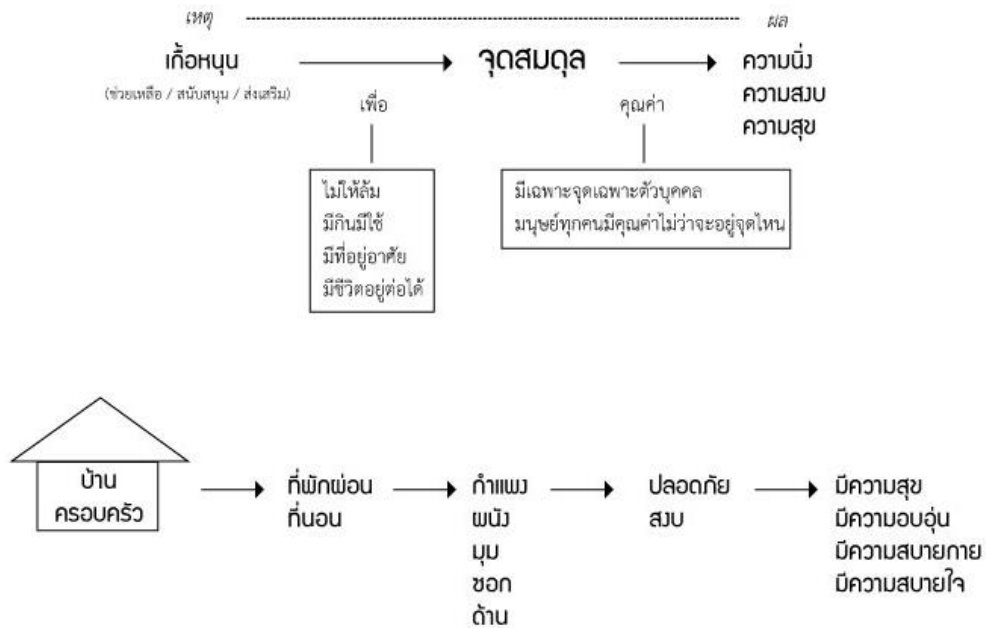 เหตุ
ผล
เกื้อหนุน
จุดสมดุล
ความนิ่ง
(ช่วยเหลือ / สนับสนุน / ส่งเสริม)
ความสงบ
ความสุข
เพื่อ
คุณค่า
ไม่ให้ล้ม
มีกินมีใช้
มีที่อยู่อาศัย
มีชีวิตอยู่ต่อได้
มีเฉพาะจุดเฉพาะตัวบุคคล
มนุษย์ทุกคนมีคุณค่าไม่ว่าจะอยู่จุดไหน
บ้าน
ครอบครัว
ที่พักผ่อน
ที่นอน
กำแพง
ผนัง
มุม
ซอก
ด้าน
ปลอดภัย
สงบ
มีความสุข
มีความอบอุ่น
มีความสบายกาย
มีความสบายใจ